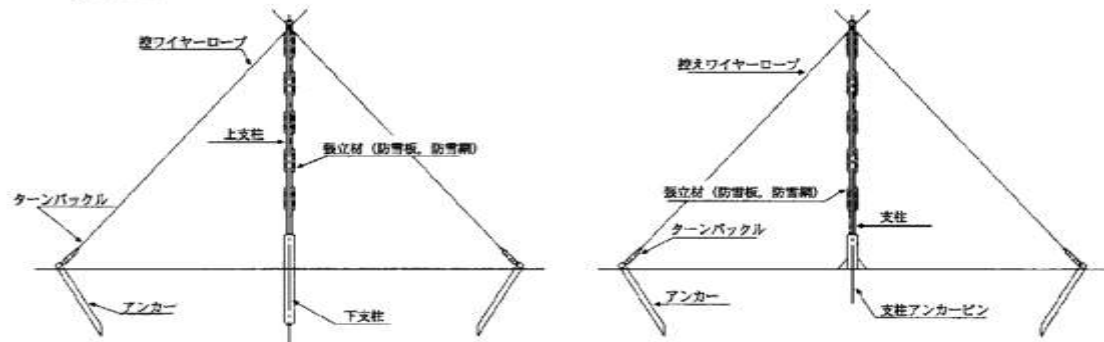 控ワイヤーロープ
上支柱
張立材（防雪板，防雪網）
ターンバックル
アンカー
下支柱
控えワイヤーロープ
張立材（防雪板，防雪網）
支柱
ターンバックル
アンカー
支柱アンカーピン